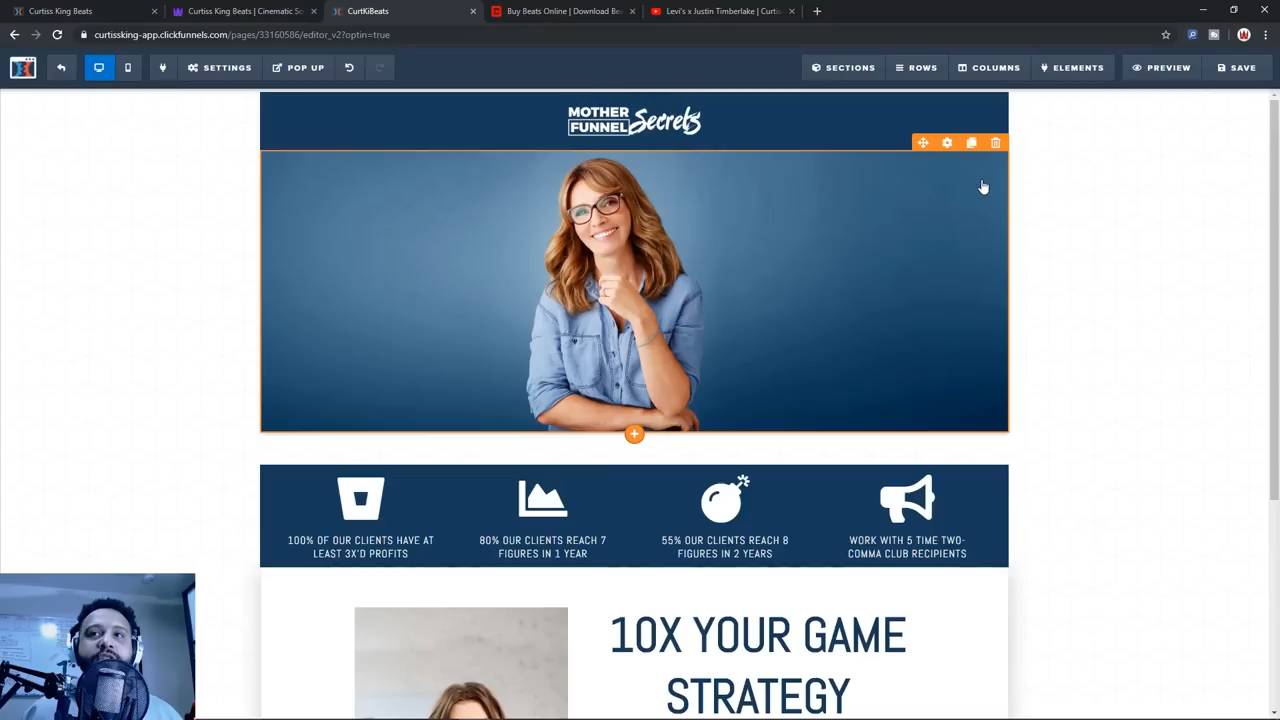 Curtiss King Beats
Curtiss King Beats | Cinematic So
CurtKiBeats
Buy Beats Online | Download Be
Levi's x Justin Timberlake | Curtis
curtissking-app.clickfunnels.com/pages/33160586/editor_v2?optin=true
SETTINGS
POP UP
SECTIONS
ROWS
COLUMNS
ELEMENTS
PREVIEW
SAVE
MOTHER
FUNNEL Secrets
100% OF OUR CLIENTS HAVE AT
LEAST 3X'D PROFITS
80% OUR CLIENTS REACH 7
FIGURES IN 1 YEAR
55% OUR CLIENTS REACH 8
FIGURES IN 2 YEARS
WORK WITH 5 TIME TWO-
COMMA CLUB RECIPIENTS
10X YOUR GAME
STRATEGY